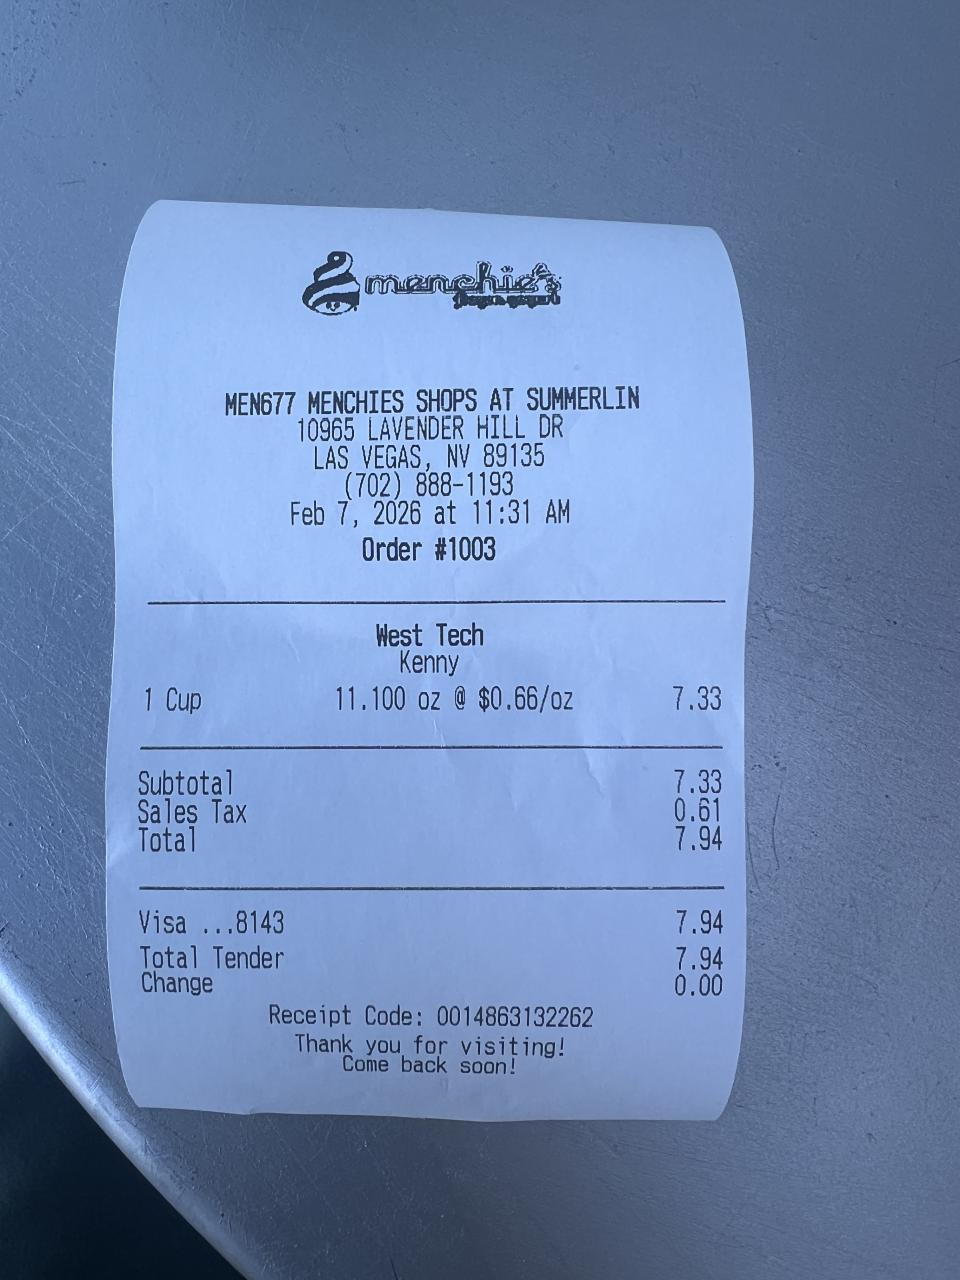 menchie's
frozen yogurt
MEN677 MENCHIES SHOPS AT SUMMERLIN
10965 LAVENDER HILL DR
LAS VEGAS, NV 89135
(702) 888-1193
Feb 7, 2026 at 11:31 AM
Order #1003
West Tech
Kenny
1 Cup 11.100 oz @ $0.66/oz 7.33
Subtotal 7.33
Sales Tax 0.61
Total 7.94
Visa ...8143 7.94
Total Tender 7.94
Change 0.00
Receipt Code: 0014863132262
Thank you for visiting!
Come back soon!